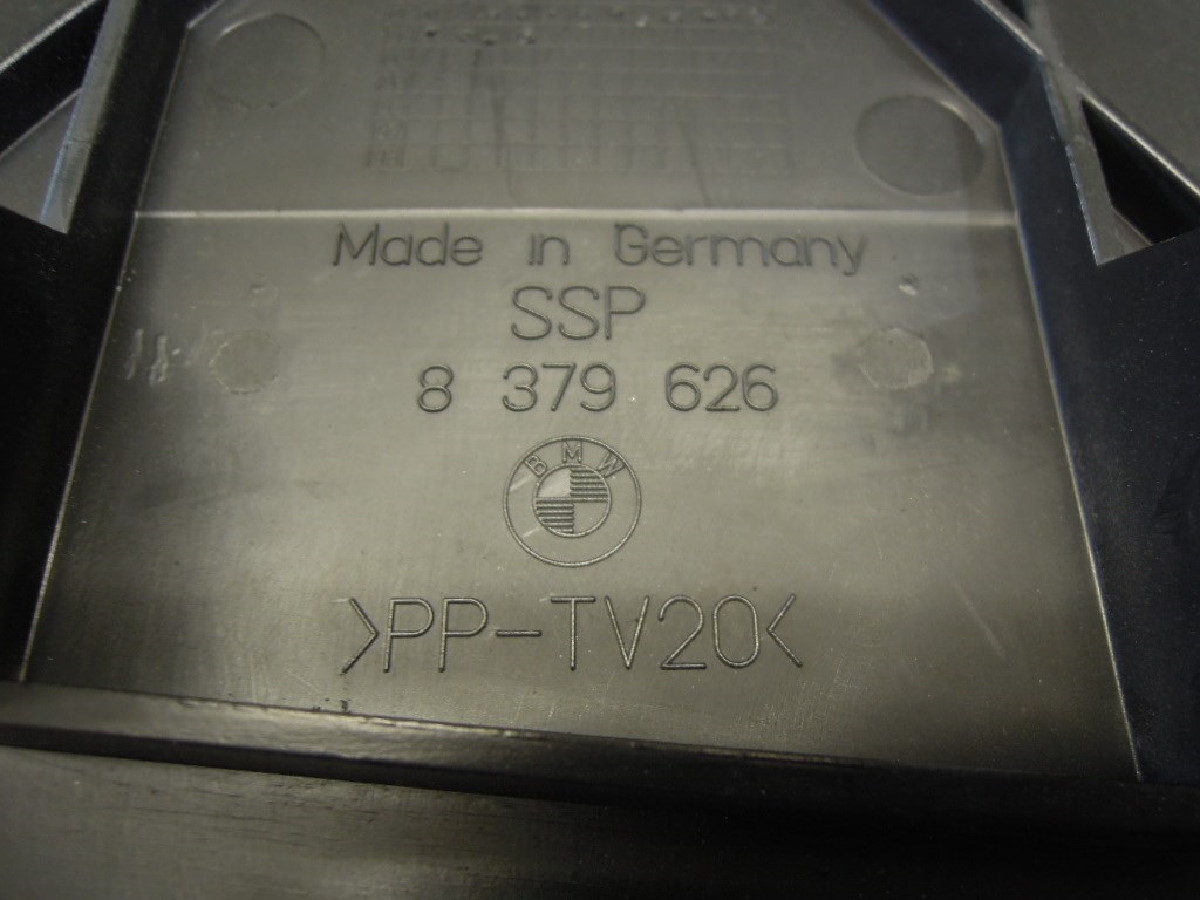 Made in Germany
SSP
8 379 626
BMW
>PP-TV20<